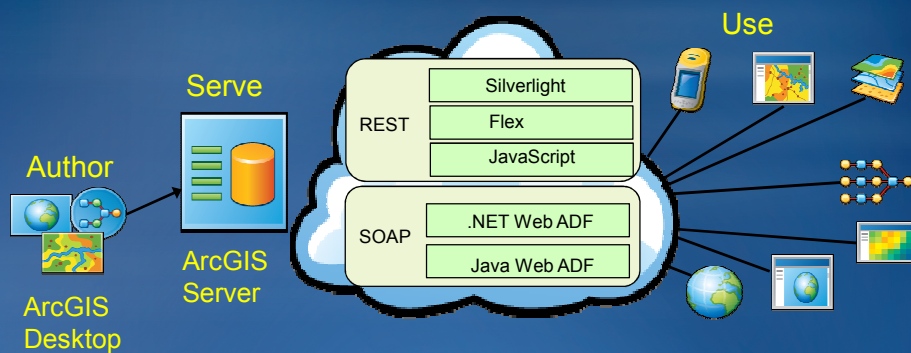 Author
ArcGIS
Desktop
Serve
ArcGIS
Server
REST
Silverlight
Flex
JavaScript
SOAP
.NET Web ADF
Java Web ADF
Use